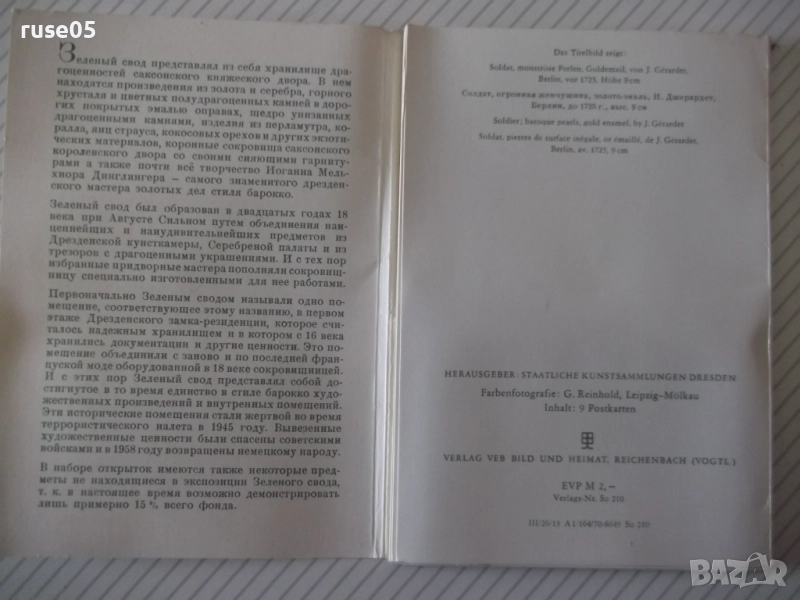 ruse05
Зеленый свод представлял из себя хранилище дра-
гоценностей саксонского княжеского двора. В нем
находятся произведения из золота и серебра, горного
хрусталя и цветных полудрагоценных камней в доро-
гих покрытых эмалью оправах, щедро унизанных
драгоценными камнями, изделия из перламутра, ко-
ралла, яиц страуса, кокосовых орехов и других экзоти-
ческих материалов, коронные сокровища саксонского
королевского двора со своими сияющими гарниту-
рами а также почти всё творчество Иоганна Мель-
хиора Динглингера – самого знаменитого дрезден-
ского мастера золотых дел стиля барокко.
Зеленый свод был образован в двадцатых годах 18
века при Августе Сильном путем объединения наи-
ценнейших и наиудивительнейших предметов из
Дрезденской кунсткамеры, Серебреной палаты и из
трезоров с драгоценными украшениями. И с тех пор
избранные придворные мастера пополняли сокровищ-
ницу специально изготовленными для нее работами.
Первоначально Зеленым сводом называли одно по-
мещение, соответствующее этому названию, в первом
этаже Дрезденского замка-резиденции, которое счи-
талось надежным хранилищем и в котором с 16 века
хранились документации и другие ценности. Это по-
мещение объединили с заново и по последней фран-
цузской моде оборудованной в 18 веке сокровищницей.
И с этих пор Зеленый свод представлял собой до-
стигнутое в то время единство в стиле барокко худо-
жественных произведений и внутренных помещений.
Эти исторические помещения стали жертвой во время
террористического налета в 1945 году. Вывезенные
художественные ценности были спасены советскими
войсками и в 1958 году возвращены немецкому народу.
В наборе открыток имеются также некоторые пред-
меты не находящиеся в экспозиции Зеленого свода,
т. к. в настоящее время возможно демонстрировать
лишь примерно 15 % всего фонда.
Das Titelbild zeigt:
Soldat, monströse Perlen, Goldemail, von J. Gérarder,
Berlin, vor 1725, Höhe 9 cm
Солдат, огромная жемчужина, золото-эмаль, И. Джерардет,
Берлин, до 1725 г., выс. 9 см
Soldier; baroque pearls, gold enamel, by J. Gérarder
Soldat, pierres de surface inégale, or émaillé, de J. Gérarder,
Berlin, av. 1725, 9 cm
HERAUSGEBER: STAATLICHE KUNSTSAMMLUNGEN DRESDEN
Farbenfotografie: G. Reinhold, Leipzig-Mölkau
Inhalt: 9 Postkarten
VERLAG VEB BILD UND HEIMAT, REICHENBACH (VOGTL.)
EVP M 2,–
Verlags-Nr. So 210
III/26/13 A 1/164/70-8649 So 210
BAZAR